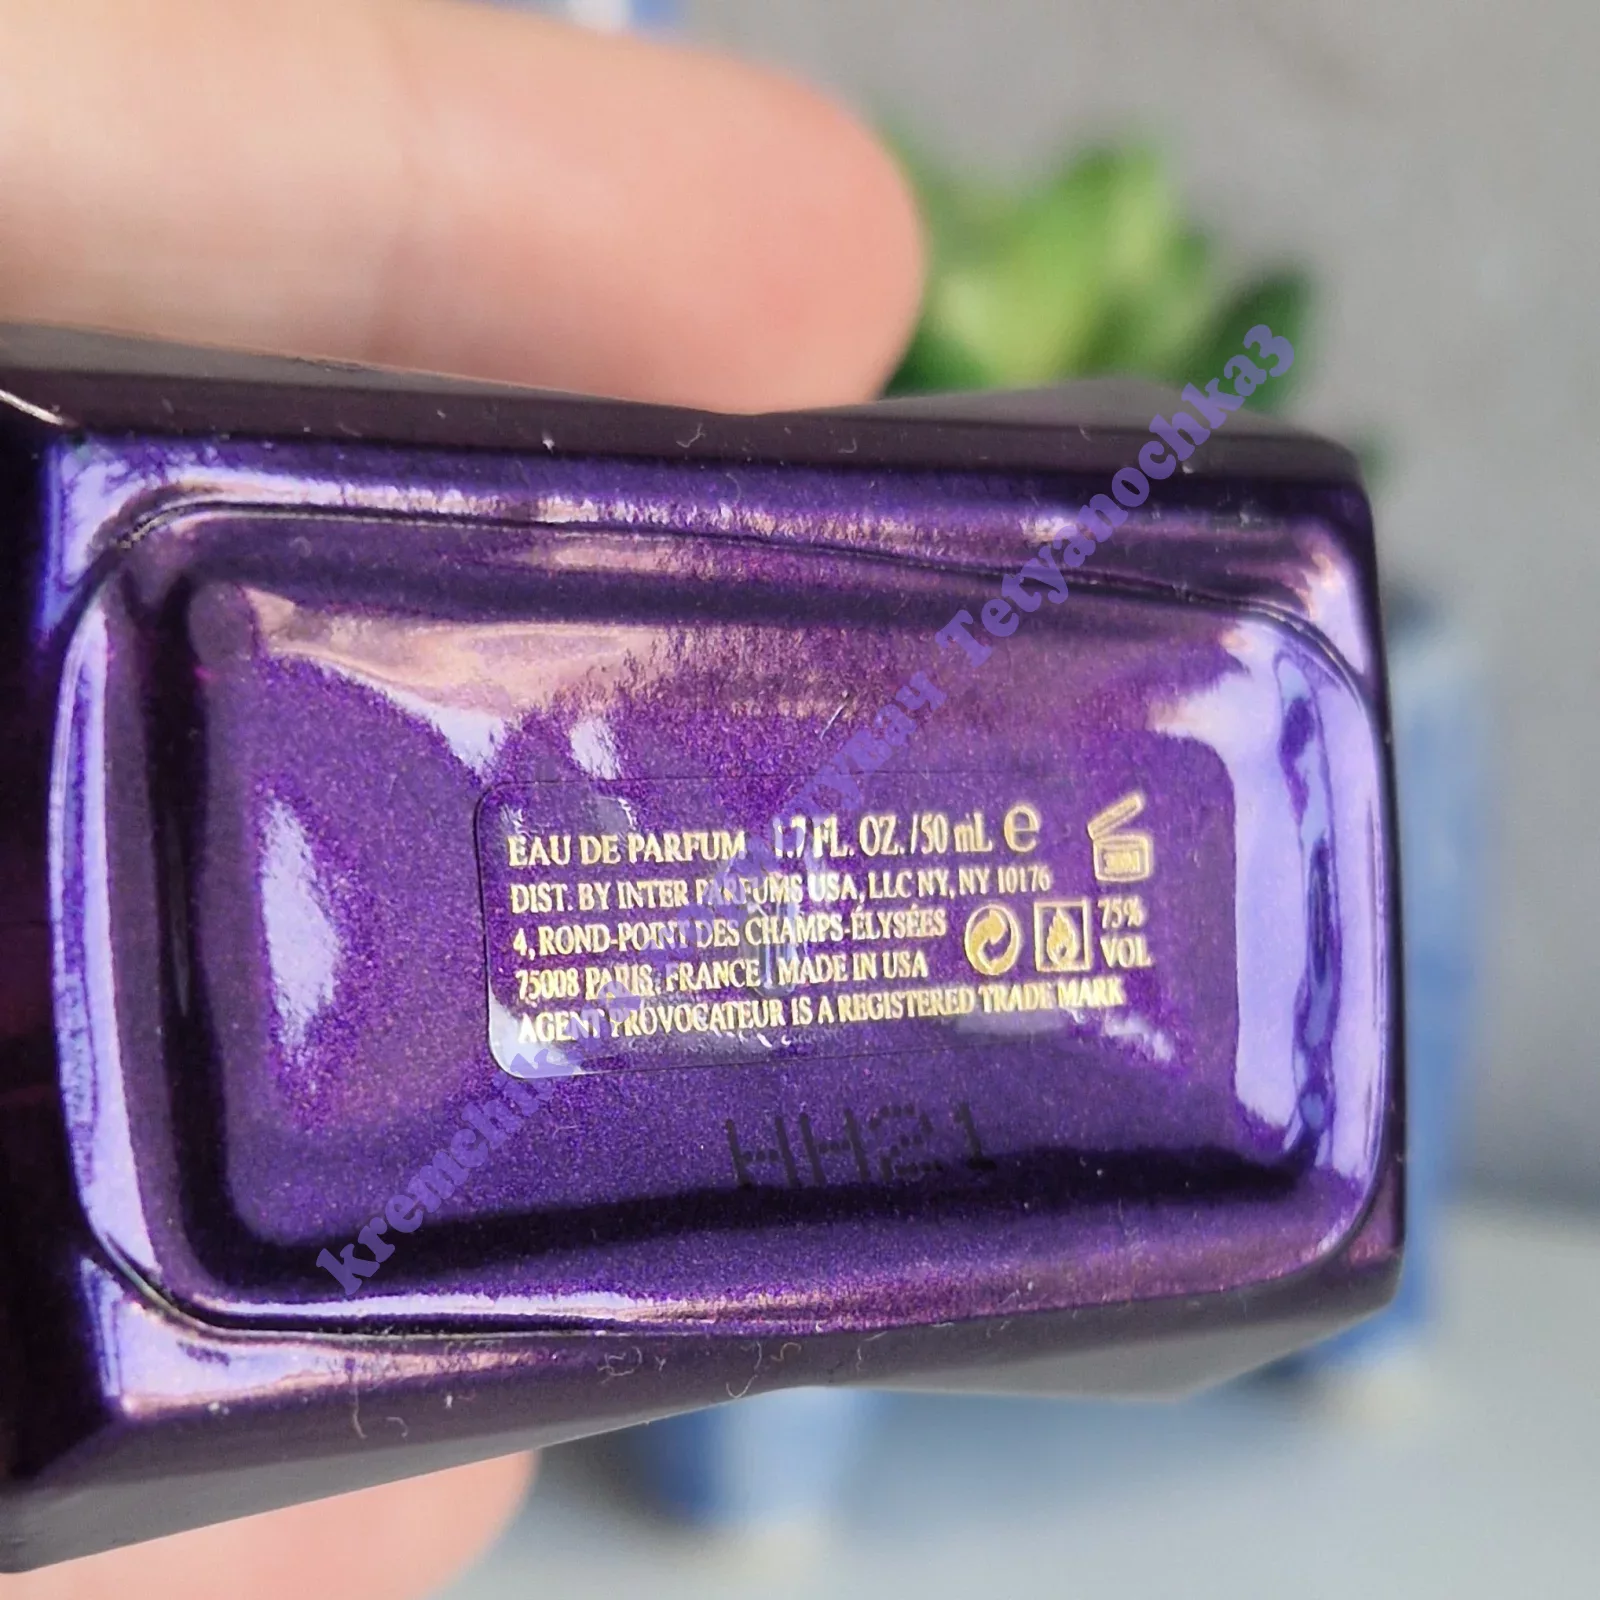 EAU DE PARFUM 1.7 FL. OZ./50 mL e
DIST. BY INTER PARFUMS USA, LLC NY, NY 10176
4, ROND-POINT DES CHAMPS-ÉLYSÉES
75008 PARIS, FRANCE. MADE IN USA
AGENT PROVOCATEUR IS A REGISTERED TRADE MARK
75%
VOL
HH21
Tetyanochka3